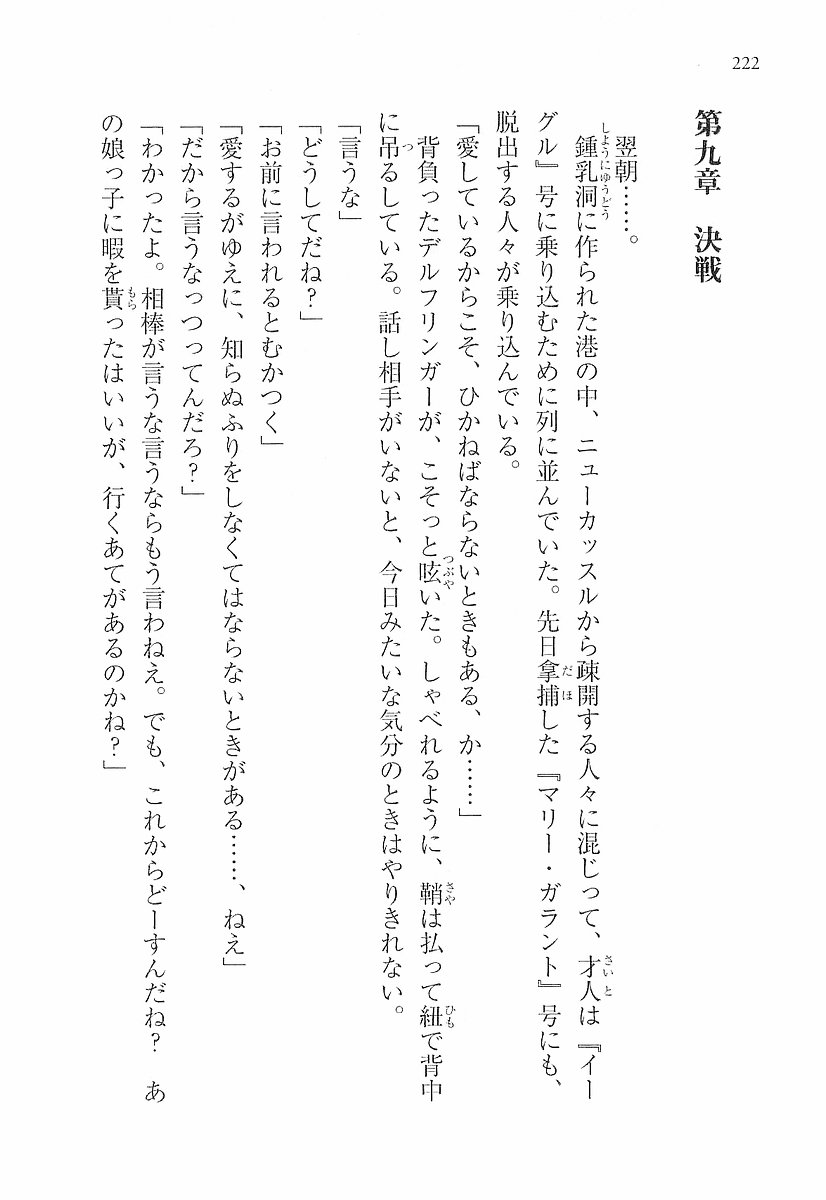 222
第九章　決戦
翌朝……。
鍾乳洞に作られた港の中、ニューカッスルから疎開する人々に混じって、才人は『イー
グル』号に乗り込むために列に並んでいた。先日拿捕した『マリー・ガラント』号にも、
脱出する人々が乗り込んでいる。
「愛しているからこそ、ひかねばならないときもある、か……」
背負ったデルフリンガーが、こそっと呟いた。しゃべれるように、鞘は払って紐で背中
に吊るしている。話し相手がいないと、今日みたいな気分のときはやりきれない。
「言うな」
「どうしてだね？」
「お前に言われるとむかつく」
「愛するがゆえに、知らぬふりをしなくてはならないときがある……、ねえ」
「だから言うなっつってんだろ？」
「わかったよ。相棒が言うな言うならもう言わねえ。でも、これからどーすんだね？　あ
の娘っ子に暇を貰ったはいいが、行くあてがあるのかね？」